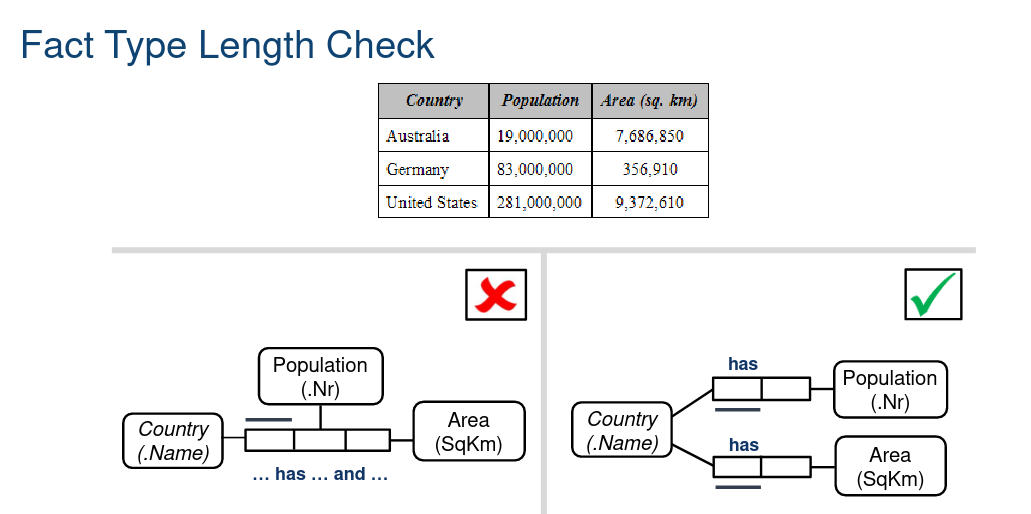 Fact Type Length Check
Country Population Area (sq. km)
Australia 19,000,000 7,686,850
Germany 83,000,000 356,910
United States 281,000,000 9,372,610
Population
(.Nr)
Country
(.Name)
Area
(SqKm)
... has ... and ...
has
Population
(.Nr)
Country
(.Name)
has
Area
(SqKm)